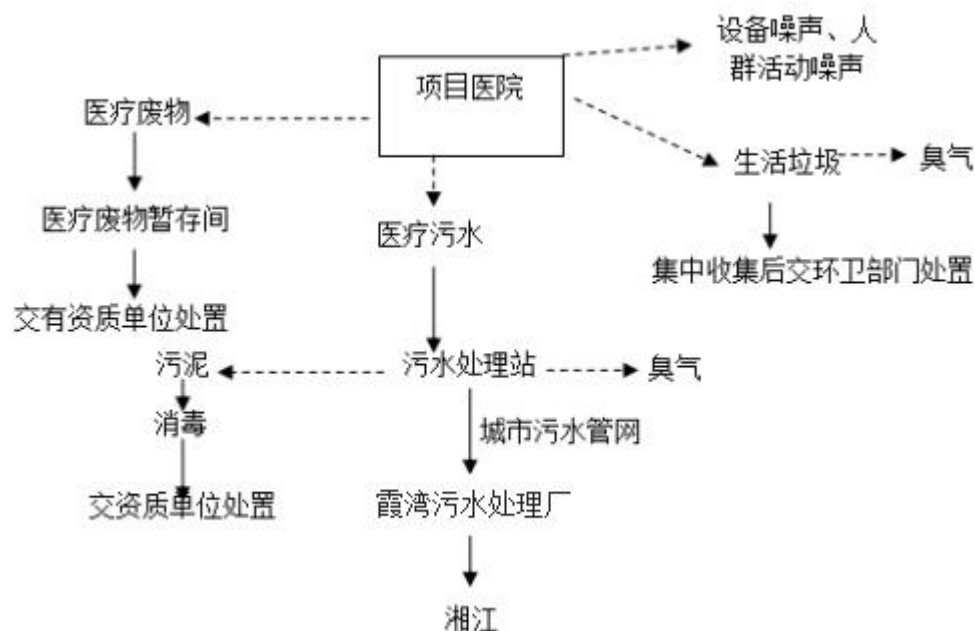 设备噪声、人
群活动噪声
项目医院
医疗废物
生活垃圾
臭气
医疗废物暂存间
医疗污水
集中收集后交环卫部门处置
交有资质单位处置
污泥
污水处理站
臭气
消毒
城市污水管网
交资质单位处置
霞湾污水处理厂
湘江